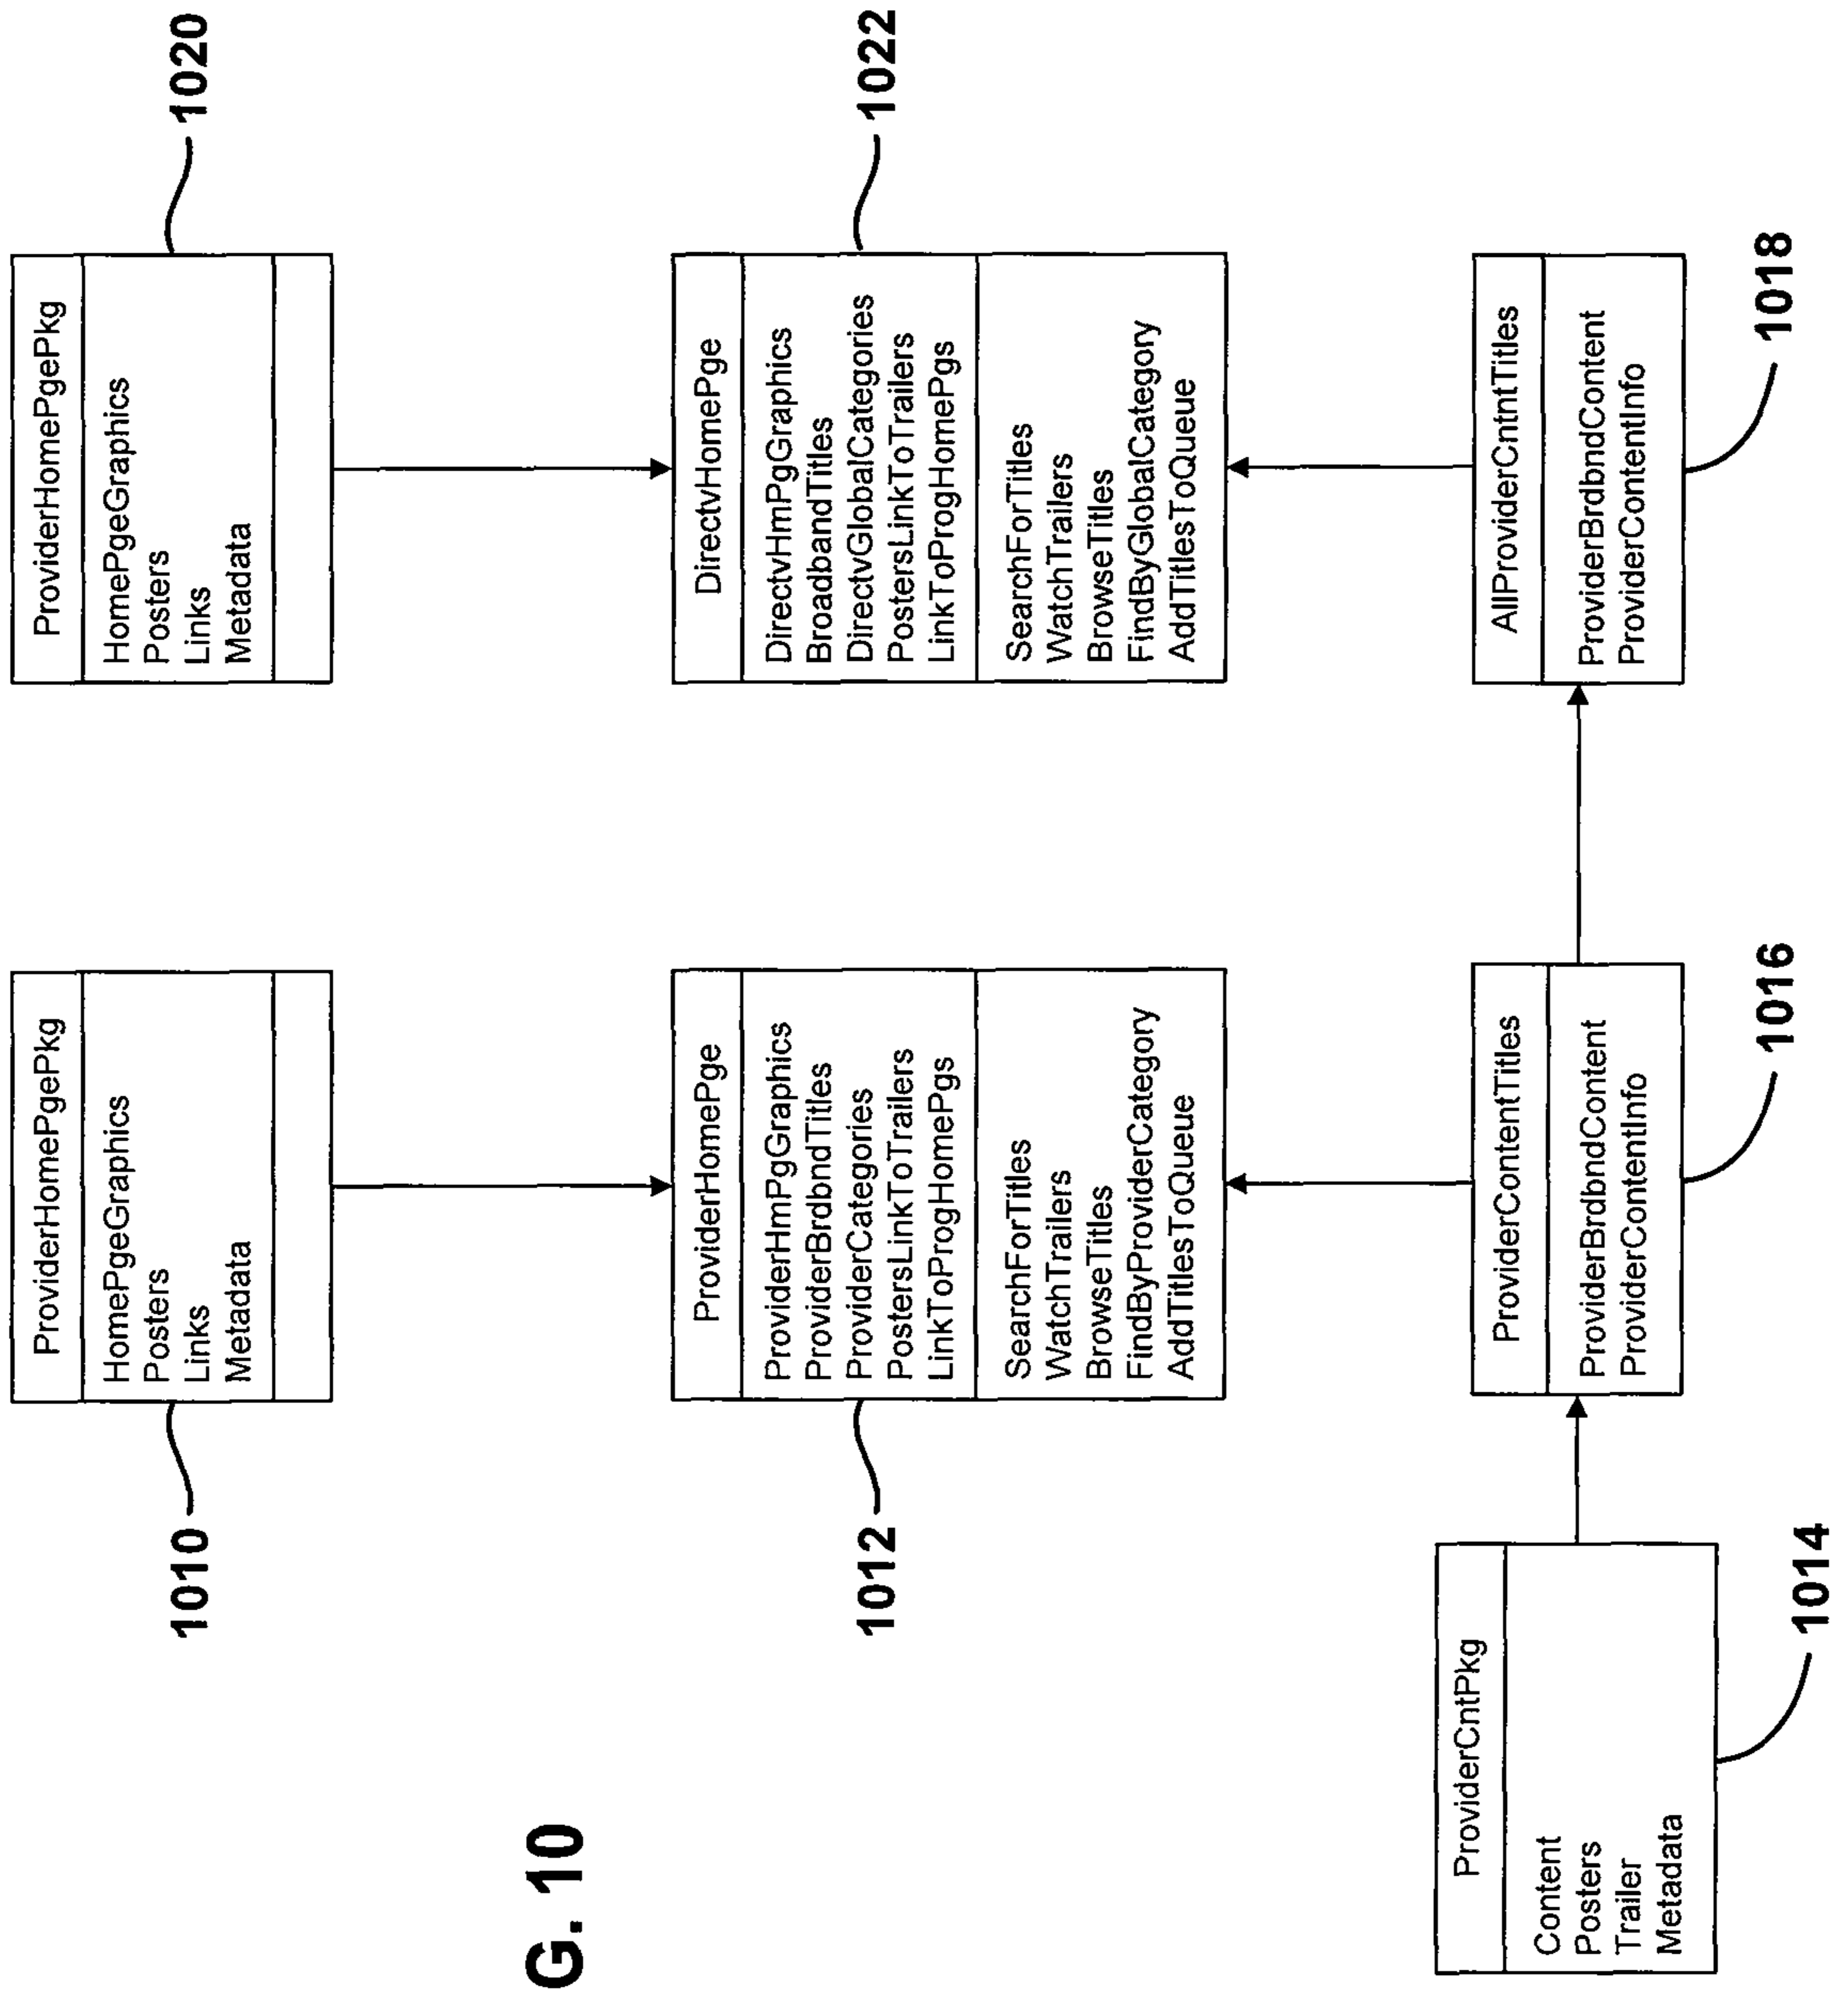 1010
ProviderHomePgePkg
HomePgeGraphics
Posters
Links
Metadata
ProviderHomePgePkg
HomePgeGraphics
Posters
Links
Metadata
1020
G. 10
1012
ProviderHomePge
ProviderHmPgGraphics
ProviderBrdbndTitles
ProviderCategories
PostersLinkToTrailers
LinkToProgHomePgs
SearchForTitles
WatchTrailers
BrowseTitles
FindByProviderCategory
AddTitlesToQueue
DirectvHomePge
DirectvHmPgGraphics
BroadbandTitles
DirectvGlobalCategories
PostersLinkToTrailers
LinkToProgHomePgs
SearchForTitles
WatchTrailers
BrowseTitles
FindByGlobalCategory
AddTitlesToQueue
1022
ProviderCntPkg
Content
Posters
Trailer
Metadata
1014
ProviderContentTitles
ProviderBrdbndContent
ProviderContentInfo
1016
AllProviderCntntTitles
ProviderBrdbndContent
ProviderContentInfo
1018